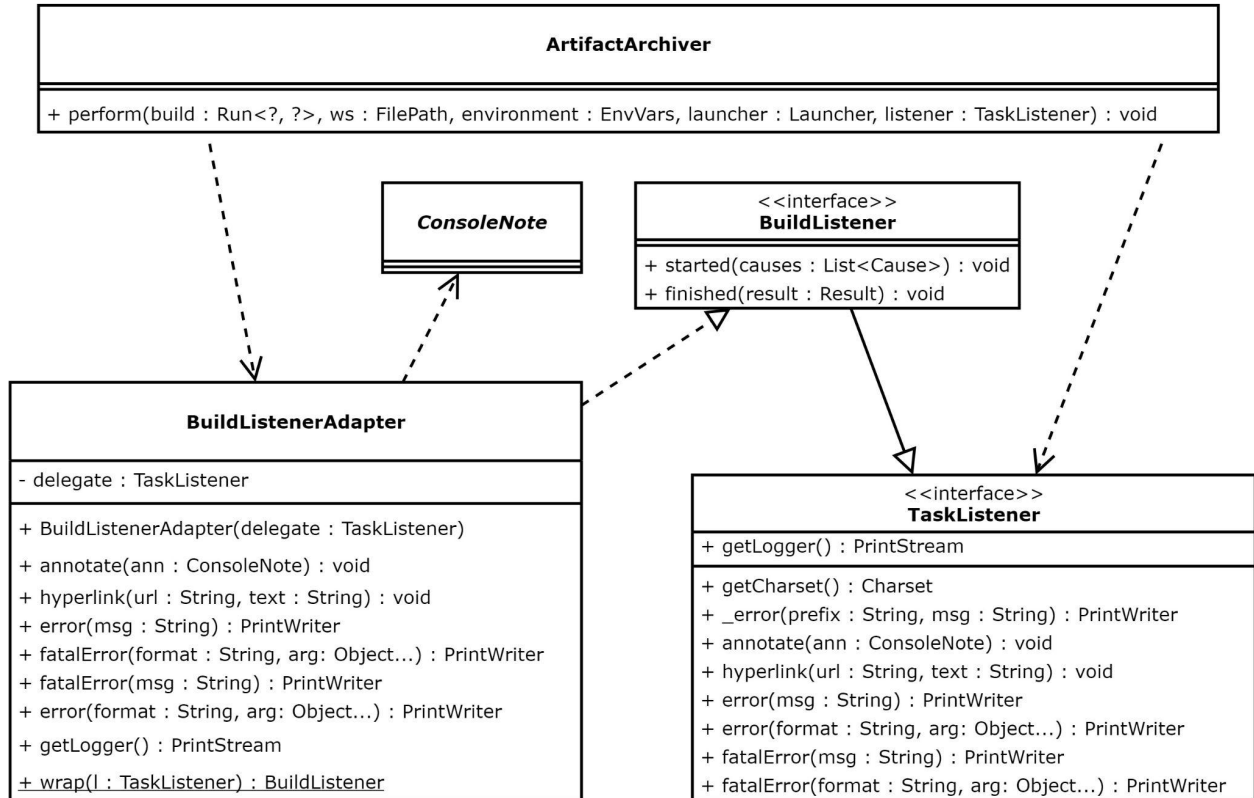 ArtifactArchiver
+ perform(build : Run<?, ?>, ws : FilePath, environment : EnvVars, launcher : Launcher, listener : TaskListener) : void
ConsoleNote
<<interface>>
BuildListener
+ started(causes : List<Cause>) : void
+ finished(result : Result) : void
BuildListenerAdapter
- delegate : TaskListener
+ BuildListenerAdapter(delegate : TaskListener)
+ annotate(ann : ConsoleNote) : void
+ hyperlink(url : String, text : String) : void
+ error(msg : String) : PrintWriter
+ fatalError(format : String, arg: Object...) : PrintWriter
+ fatalError(msg : String) : PrintWriter
+ error(format : String, arg: Object...) : PrintWriter
+ getLogger() : PrintStream
+ wrap(l : TaskListener) : BuildListener
<<interface>>
TaskListener
+ getLogger() : PrintStream
+ getCharset() : Charset
+ _error(prefix : String, msg : String) : PrintWriter
+ annotate(ann : ConsoleNote) : void
+ hyperlink(url : String, text : String) : void
+ error(msg : String) : PrintWriter
+ error(format : String, arg: Object...) : PrintWriter
+ fatalError(msg : String) : PrintWriter
+ fatalError(format : String, arg: Object...) : PrintWriter